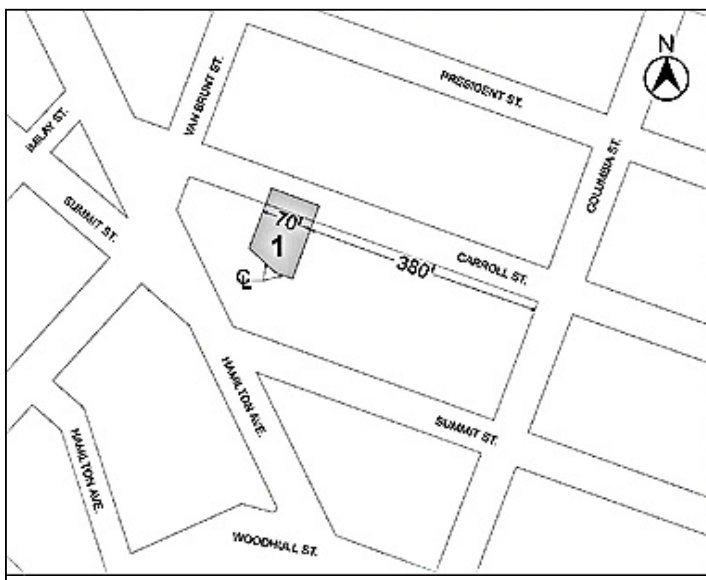 N
PRESIDENT ST.
VAN BRUNT ST.
IMLAY ST.
COLUMBIA ST.
SUMMIT ST.
70'
1
CARROLL ST.
380'
CL
HAMILTON AVE.
SUMMIT ST.
HAMILTON AVE.
WOODHULL ST.